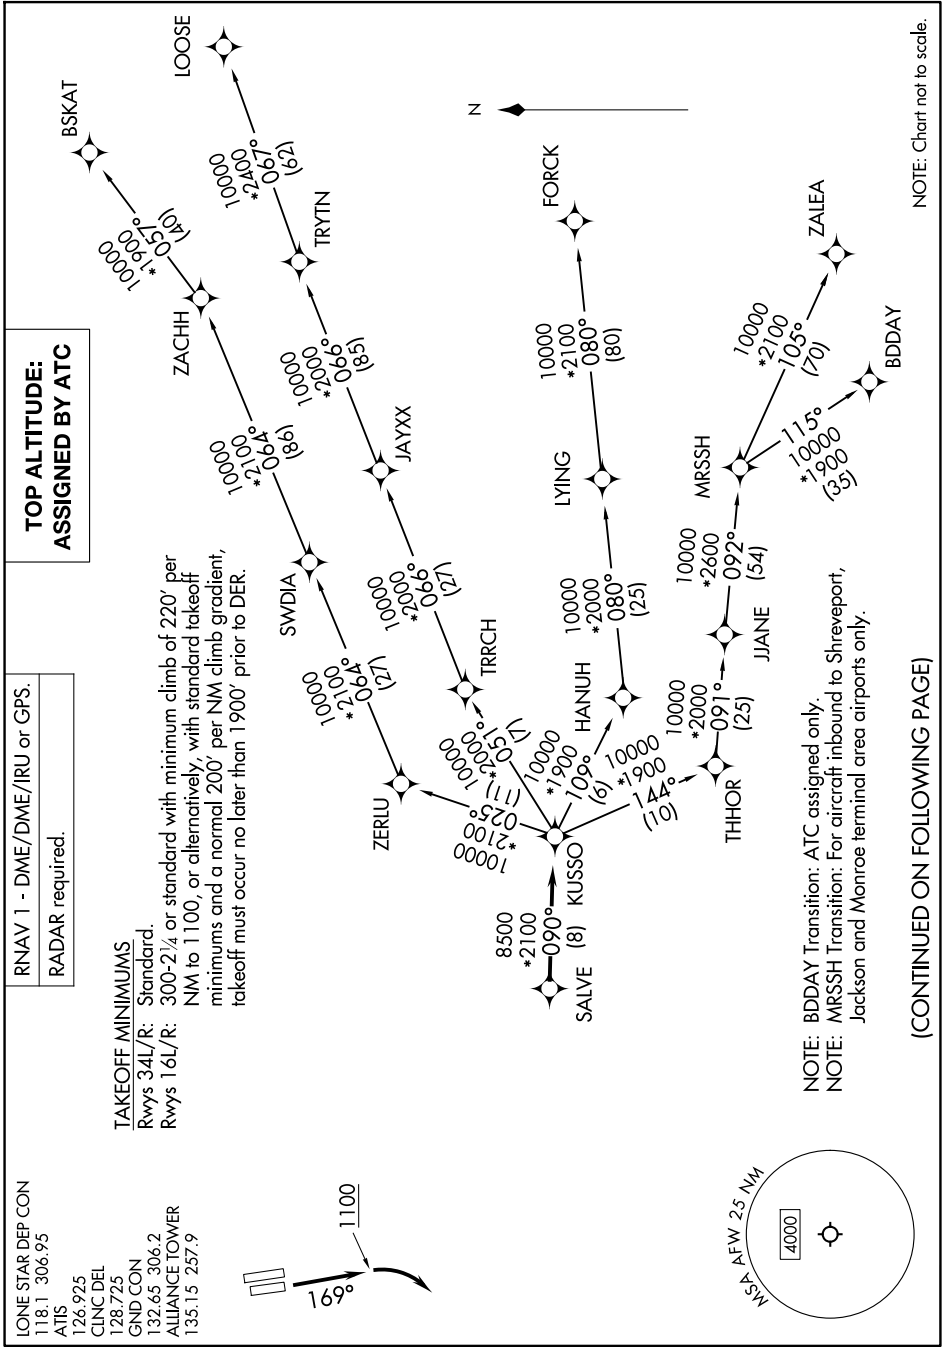 LONE STAR DEP CON
118.1 306.95
ATIS
126.925
CLNC DEL
128.725
GND CON
132.65 306.2
ALLIANCE TOWER
135.15 257.9
RNAV 1 - DME/DME/IRU or GPS.
RADAR required.
TOP ALTITUDE:
ASSIGNED BY ATC
TAKEOFF MINIMUMS
Rwys 34L/R: Standard.
Rwys 16L/R: 300-2¼ or standard with minimum climb of 220' per
NM to 1100, or alternatively, with standard takeoff
minimums and a normal 200' per NM climb gradient,
takeoff must occur no later than 1900' prior to DER.
1100
169°
BSKAT
10000
*1900
057°
(40)
ZACHH
10000
*2100
064°
(86)
SWDIA
10000
*2100
064°
(27)
ZERLU
10000
*2100
025°
(11)
LOOSE
10000
*2400
067°
(62)
TRYTN
10000
*2000
066°
(85)
JAYXX
10000
*2000
066°
(27)
TRRCH
10000
*2000
051°
(7)
N
SALVE
8500
*2100
090°
(8)
KUSSO
10000
*1900
109°
(6)
HANUH
10000
*2000
080°
(25)
LYING
10000
*2100
080°
(80)
FORCK
10000
*1900
144°
(10)
THHOR
10000
*2000
091°
(25)
JJANE
10000
*2600
092°
(54)
MRSSH
10000
*2100
105°
(70)
ZALEA
115°
10000
*1900
(35)
BDDAY
MSA AFW 25 NM
4000
NOTE: BDDAY Transition: ATC assigned only.
NOTE: MRSSH Transition: For aircraft inbound to Shreveport,
Jackson and Monroe terminal area airports only.
NOTE: Chart not to scale.
(CONTINUED ON FOLLOWING PAGE)